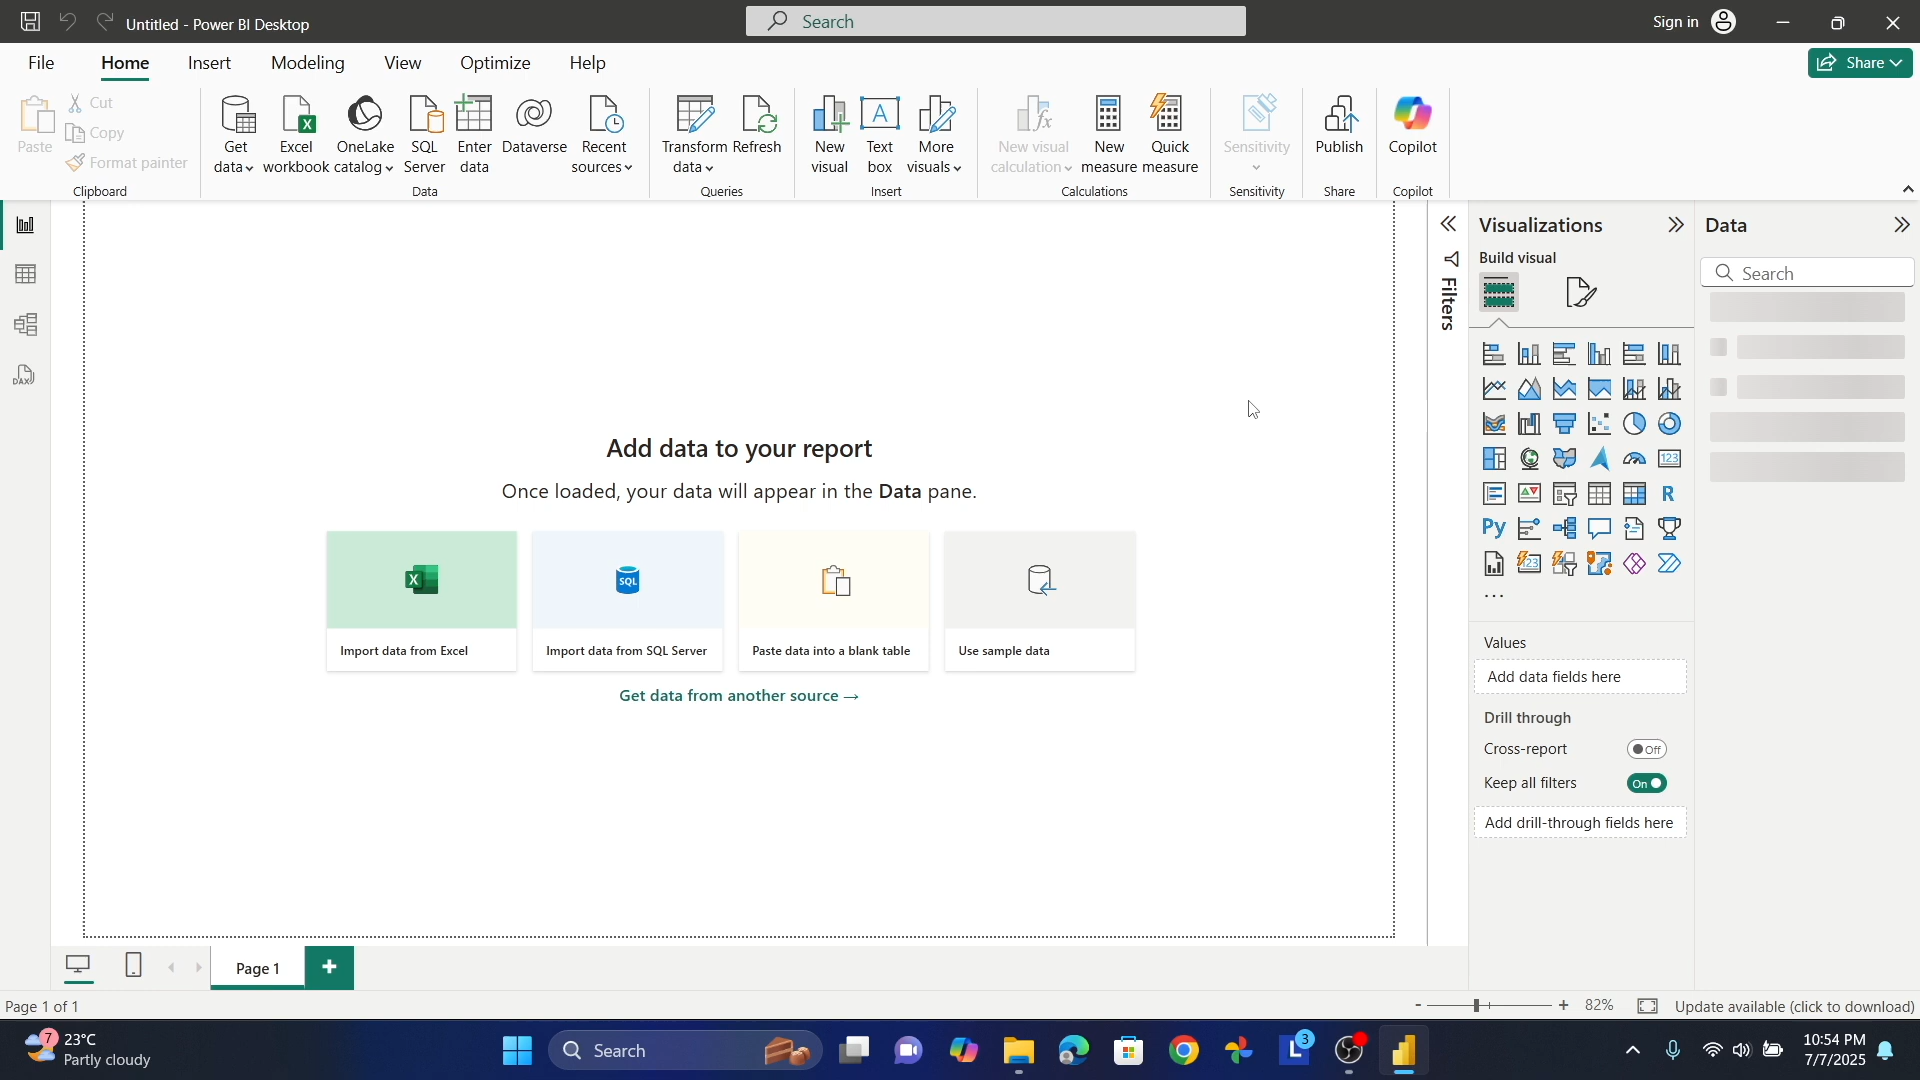 Untitled - Power BI Desktop
Search
Sign in
File
Home
Insert
Modeling
View
Optimize
Help
Share
Paste
Cut
Copy
Format painter
Clipboard
Get data
Excel workbook
OneLake catalog
SQL Server
Enter data
Dataverse
Recent sources
Data
Transform data
Refresh
Queries
New visual
Text box
More visuals
Insert
New visual calculation
New measure
Quick measure
Calculations
Sensitivity
Sensitivity
Publish
Share
Copilot
Copilot
DAX
Add data to your report
Once loaded, your data will appear in the Data pane.
SQL
Import data from Excel
Import data from SQL Server
Paste data into a blank table
Use sample data
Get data from another source →
Filters
Visualizations
Build visual
123
R
Py
123
...
Values
Add data fields here
Drill through
Cross-report
Off
Keep all filters
On
Add drill-through fields here
Data
Search
Page 1
+
Page 1 of 1
-
+
82%
Update available (click to download)
7
23°C
Partly cloudy
Search
L
3
10:54 PM
7/7/2025